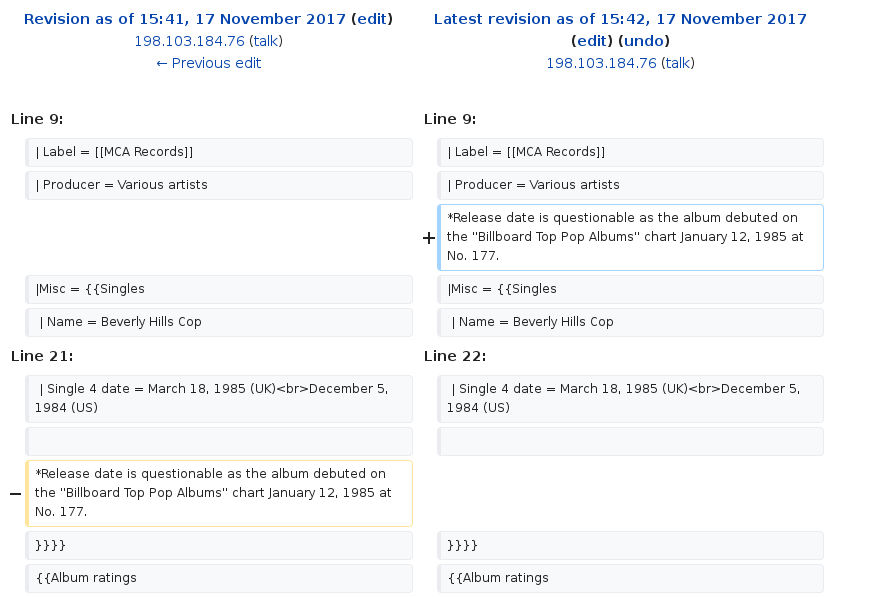 Revision as of 15:41, 17 November 2017 (edit)
198.103.184.76 (talk)
← Previous edit
Latest revision as of 15:42, 17 November 2017
(edit) (undo)
198.103.184.76 (talk)
Line 9:
Line 9:
| Label = [[MCA Records]]
| Label = [[MCA Records]]
| Producer = Various artists
| Producer = Various artists
+
*Release date is questionable as the album debuted on
the "Billboard Top Pop Albums" chart January 12, 1985 at
No. 177.
|Misc = {{Singles
|Misc = {{Singles
| Name = Beverly Hills Cop
| Name = Beverly Hills Cop
Line 21:
Line 22:
| Single 4 date = March 18, 1985 (UK)<br>December 5,
1984 (US)
| Single 4 date = March 18, 1985 (UK)<br>December 5,
1984 (US)
−
*Release date is questionable as the album debuted on
the "Billboard Top Pop Albums" chart January 12, 1985 at
No. 177.
}}}}
}}}}
{{Album ratings
{{Album ratings